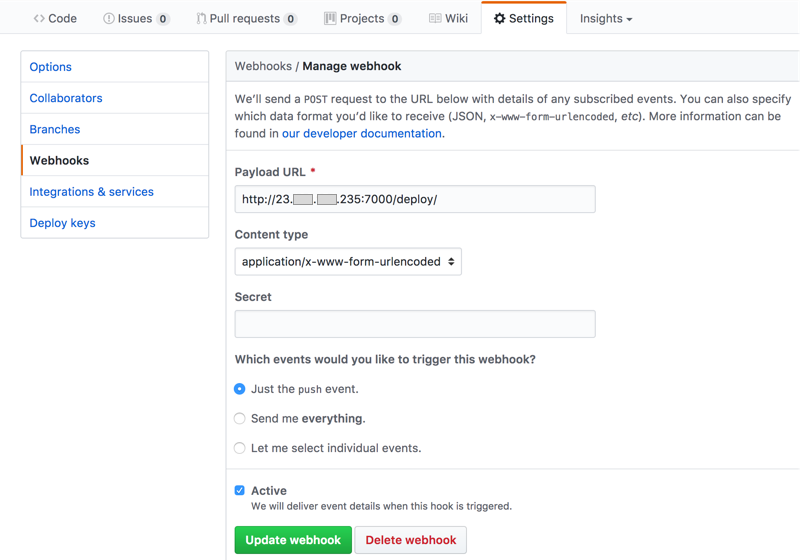 Code Issues 0 Pull requests 0 Projects 0 Wiki Settings Insights
Options
Collaborators
Branches
Webhooks
Integrations & services
Deploy keys
Webhooks / Manage webhook
We’ll send a POST request to the URL below with details of any subscribed events. You can also specify
which data format you’d like to receive (JSON, x-www-form-urlencoded, etc). More information can be
found in our developer documentation.
Payload URL *
http://23. . .235:7000/deploy/
Content type
application/x-www-form-urlencoded
Secret
Which events would you like to trigger this webhook?
Just the push event.
Send me everything.
Let me select individual events.
Active
We will deliver event details when this hook is triggered.
Update webhook Delete webhook